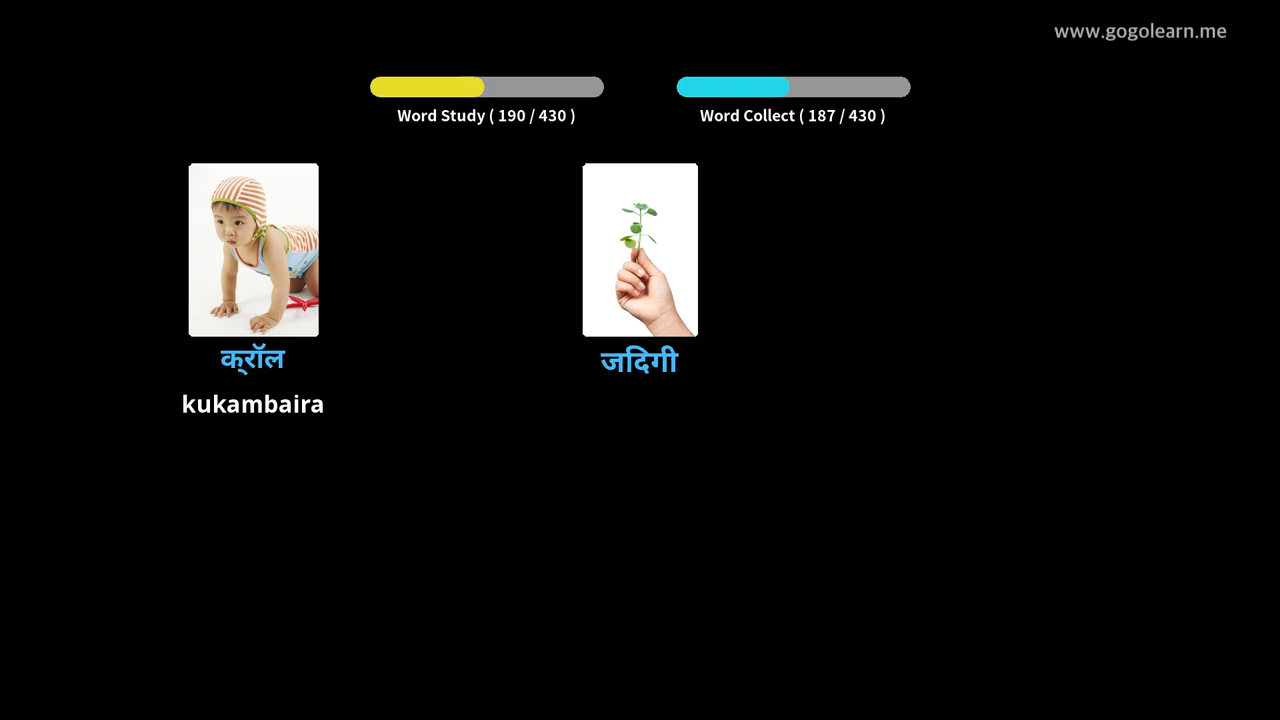 www.gogolearn.me
Word Study ( 190 / 430 )
Word Collect ( 187 / 430 )
क्रॉल
जदिगी
kukambaira